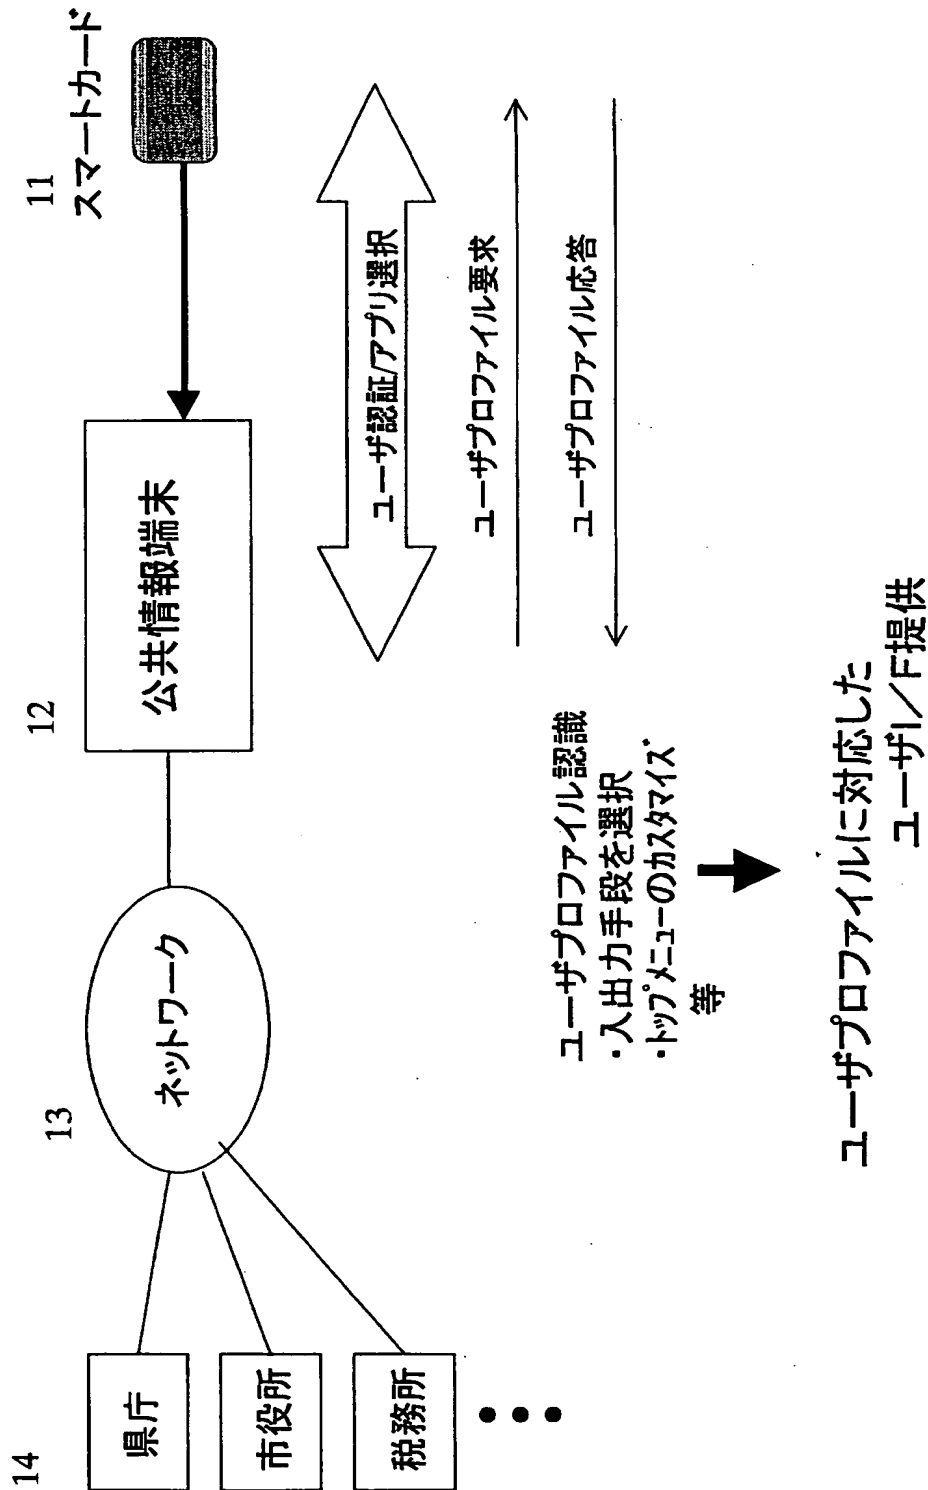 14
県庁
市役所
税務所
13
ネットワーク
12
公共情報端末
11
スマートカード
ユーザ認証/アプリ選択
ユーザプロファイル要求
ユーザプロファイル応答
ユーザプロファイル認識
・入出力手段を選択
・トップメニューのカスタマイズ
等
ユーザプロファイルに対応した
ユーザI/F提供